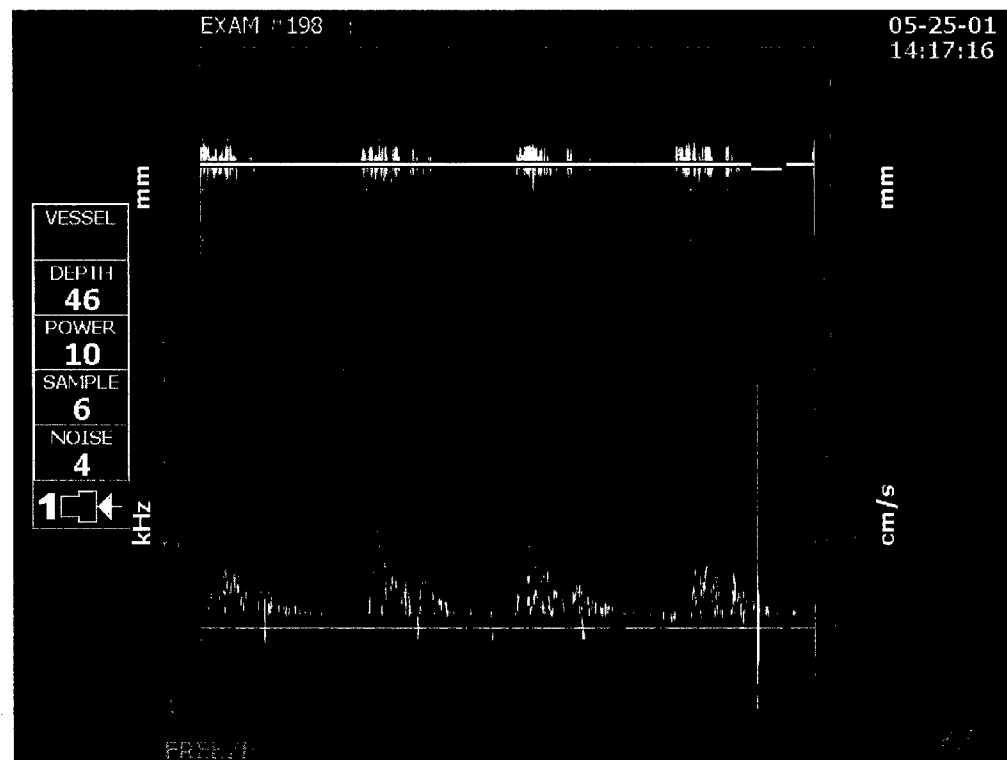 EXAM #198 :
05-25-01
14:17:16
mm
mm
VESSEL
DEPTH
46
POWER
10
SAMPLE
6
NOISE
4
1
kHz
cm/s
FREEZE